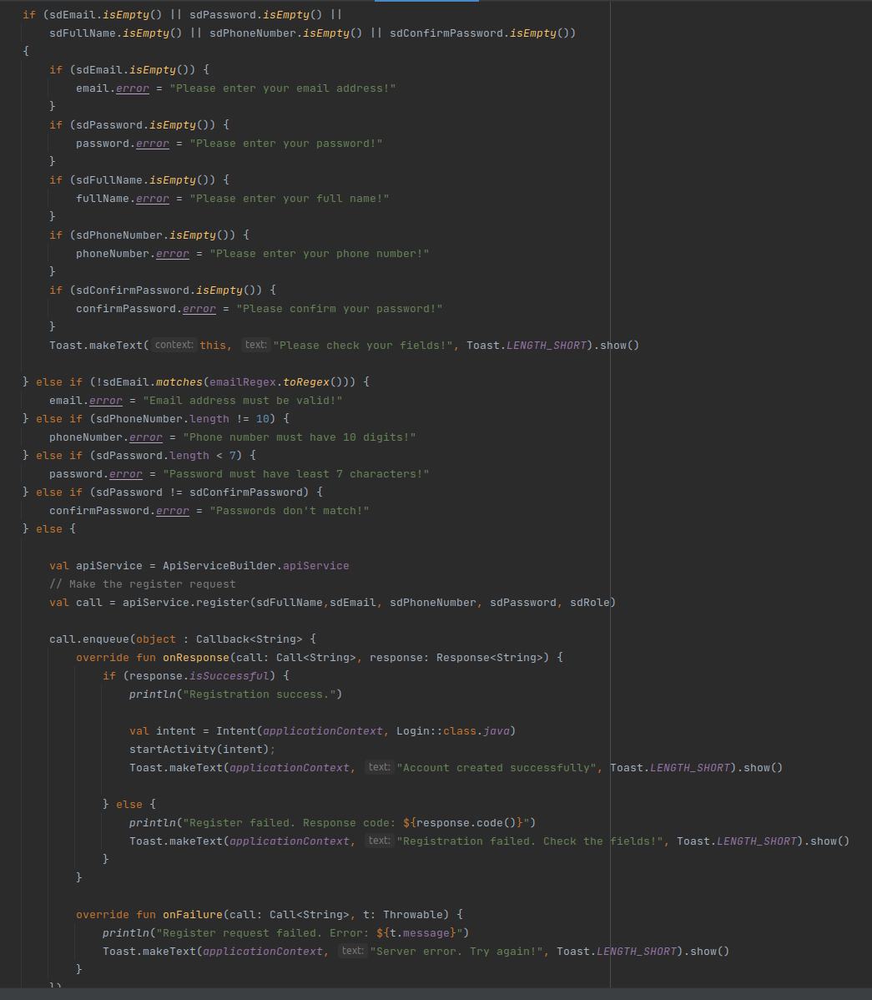 if (sdEmail.isEmpty() || sdPassword.isEmpty() ||
    sdFullName.isEmpty() || sdPhoneNumber.isEmpty() || sdConfirmPassword.isEmpty())
{
    if (sdEmail.isEmpty()) {
        email.error = "Please enter your email address!"
    }
    if (sdPassword.isEmpty()) {
        password.error = "Please enter your password!"
    }
    if (sdFullName.isEmpty()) {
        fullName.error = "Please enter your full name!"
    }
    if (sdPhoneNumber.isEmpty()) {
        phoneNumber.error = "Please enter your phone number!"
    }
    if (sdConfirmPassword.isEmpty()) {
        confirmPassword.error = "Please confirm your password!"
    }
    Toast.makeText( context: this, text: "Please check your fields!", Toast.LENGTH_SHORT).show()

} else if (!sdEmail.matches(emailRegex.toRegex())) {
    email.error = "Email address must be valid!"
} else if (sdPhoneNumber.length != 10) {
    phoneNumber.error = "Phone number must have 10 digits!"
} else if (sdPassword.length < 7) {
    password.error = "Password must have least 7 characters!"
} else if (sdPassword != sdConfirmPassword) {
    confirmPassword.error = "Passwords don't match!"
} else {

    val apiService = ApiServiceBuilder.apiService
    // Make the register request
    val call = apiService.register(sdFullName,sdEmail, sdPhoneNumber, sdPassword, sdRole)

    call.enqueue(object : Callback<String> {
        override fun onResponse(call: Call<String>, response: Response<String>) {
            if (response.isSuccessful) {
                println("Registration success.")

                val intent = Intent(applicationContext, Login::class.java)
                startActivity(intent);
                Toast.makeText(applicationContext, text: "Account created successfully", Toast.LENGTH_SHORT).show()

            } else {
                println("Register failed. Response code: ${response.code()}")
                Toast.makeText(applicationContext, text: "Registration failed. Check the fields!", Toast.LENGTH_SHORT).show()
            }
        }

        override fun onFailure(call: Call<String>, t: Throwable) {
            println("Register request failed. Error: ${t.message}")
            Toast.makeText(applicationContext, text: "Server error. Try again!", Toast.LENGTH_SHORT).show()
        }
    })